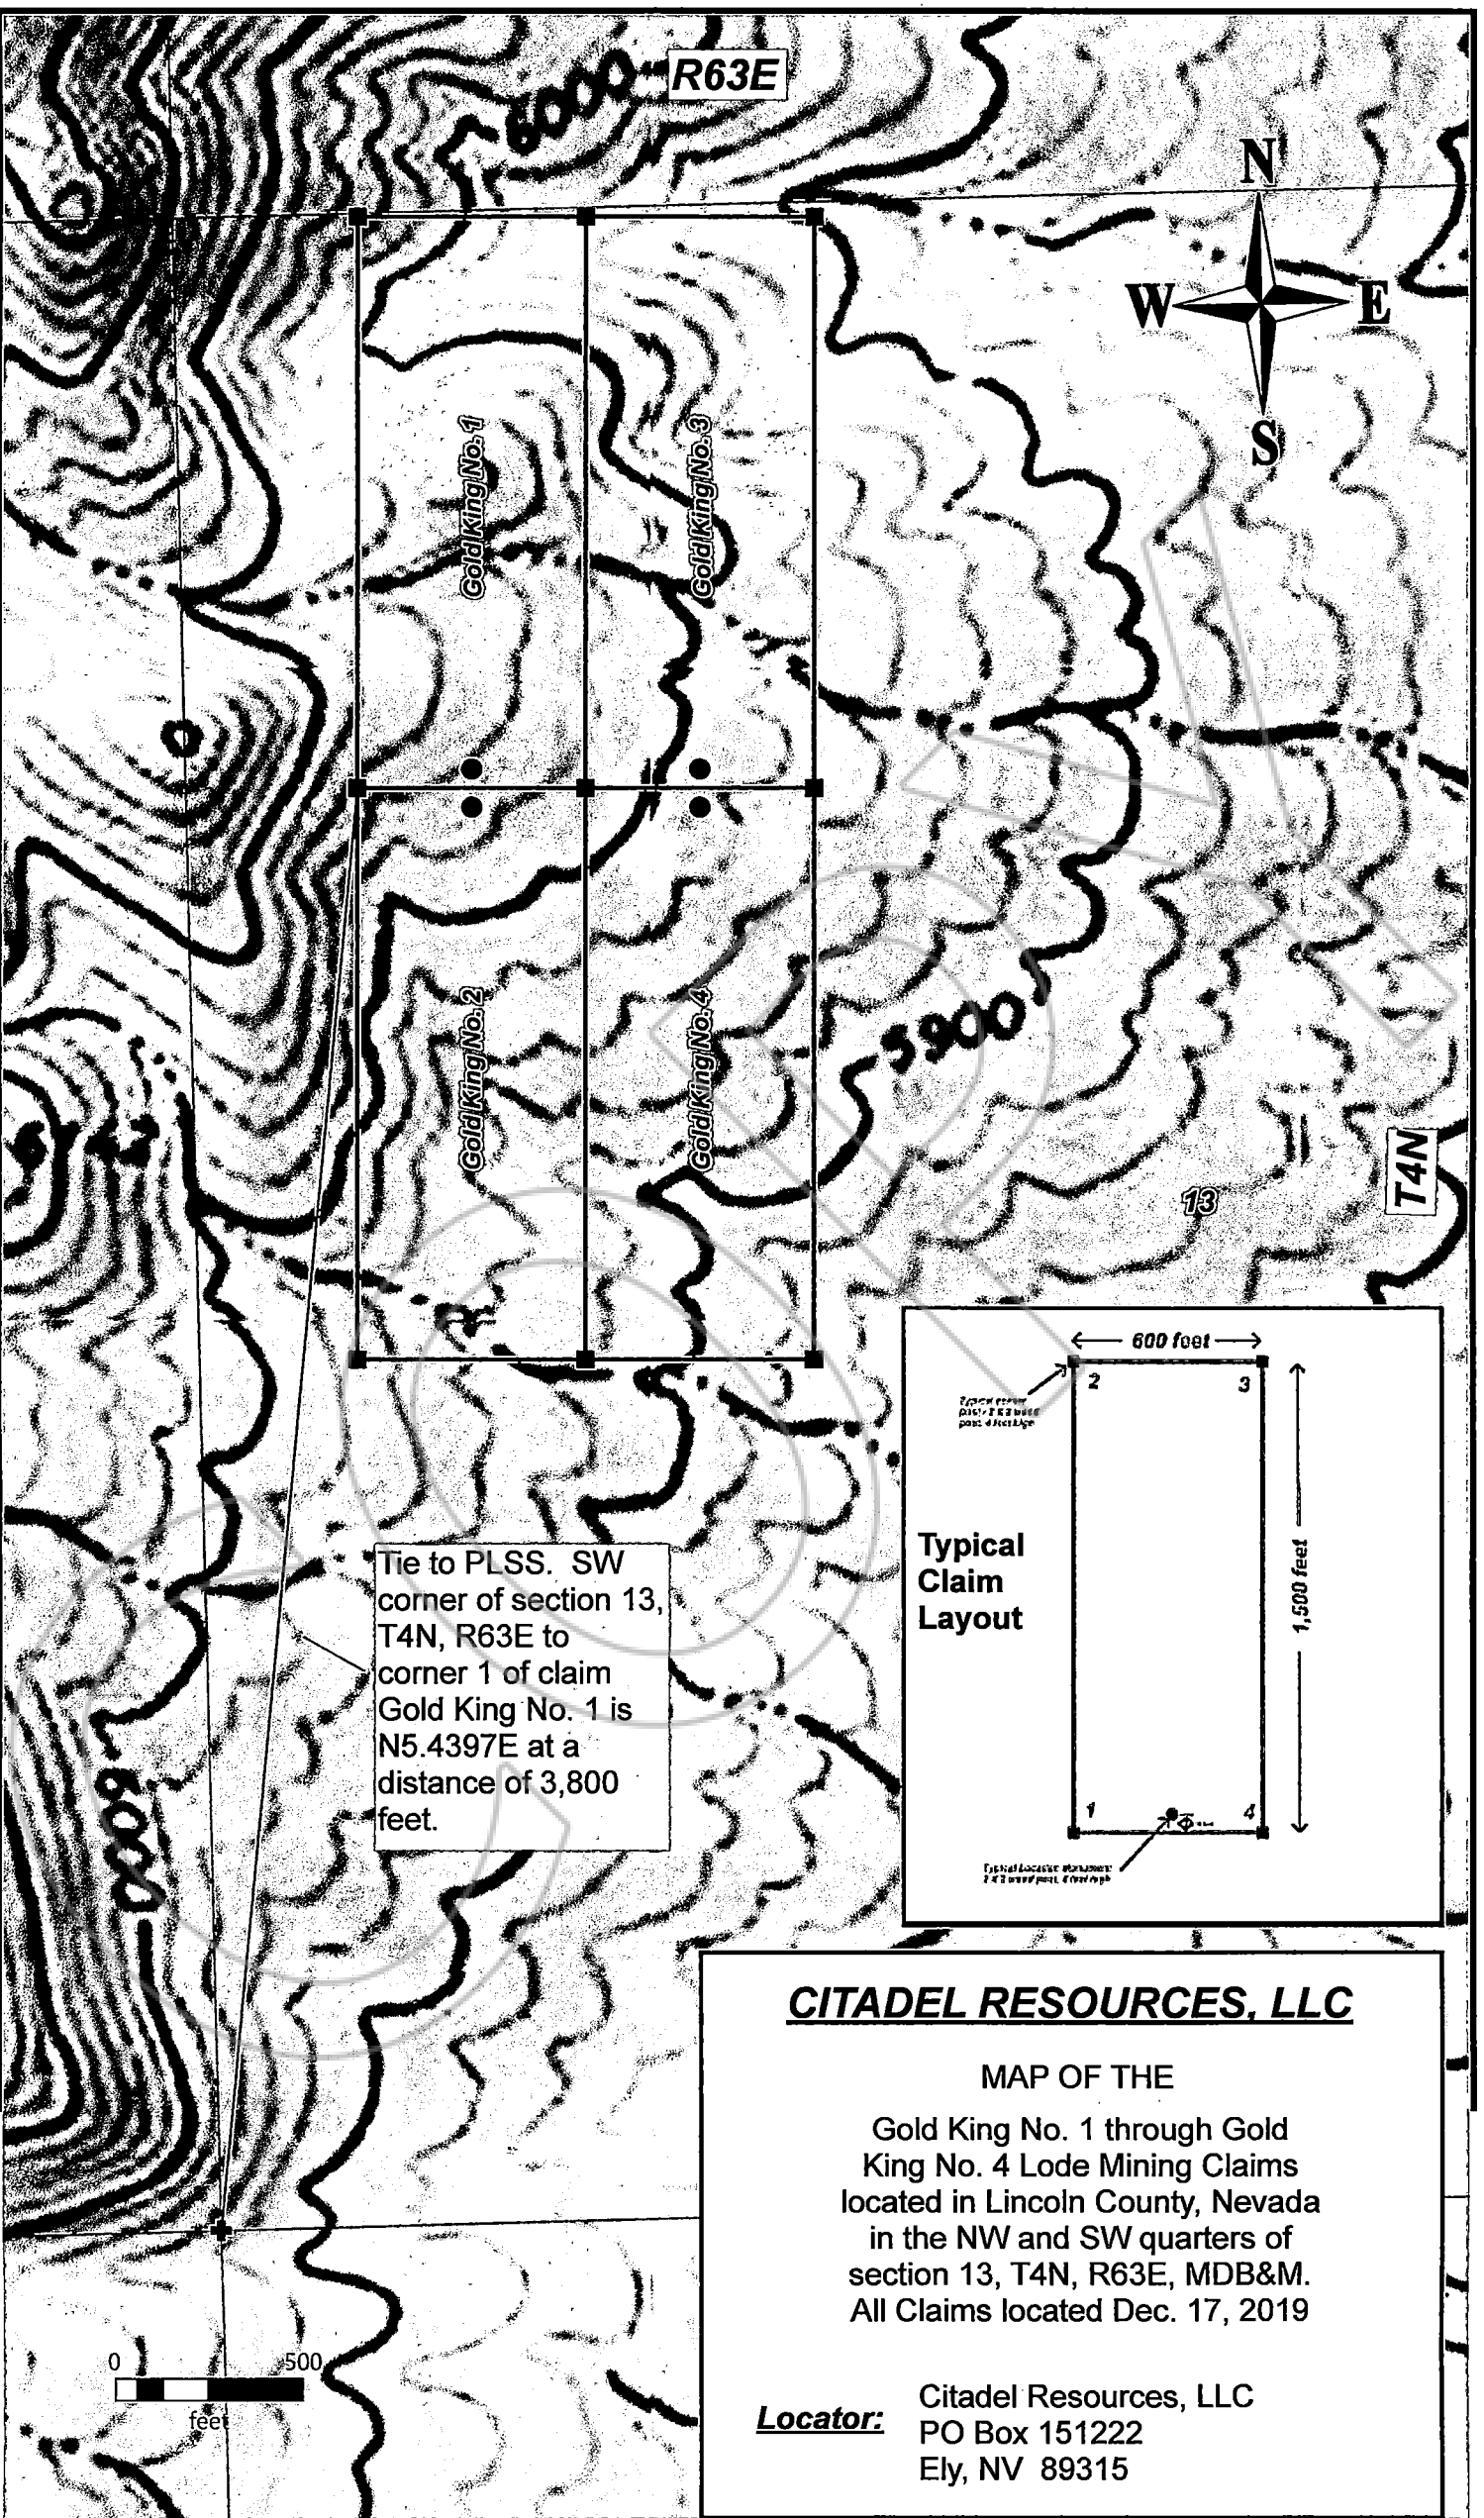 R63E
6000
N
W
E
S
Gold King No. 1
Gold King No. 3
Gold King No. 2
Gold King No. 4
5900
T4N
13
600 feet
2
3
1,500 feet
Typical
Claim
Layout
1
4
Tie to PLSS. SW
corner of section 13,
T4N, R63E to
corner 1 of claim
Gold King No. 1 is
N5.4397E at a
distance of 3,800
feet.
6000
CITADEL RESOURCES, LLC
MAP OF THE
Gold King No. 1 through Gold
King No. 4 Lode Mining Claims
located in Lincoln County, Nevada
in the NW and SW quarters of
section 13, T4N, R63E, MDB&M.
All Claims located Dec. 17, 2019
Locator:
Citadel Resources, LLC
PO Box 151222
Ely, NV 89315
0
500
feet
COPY